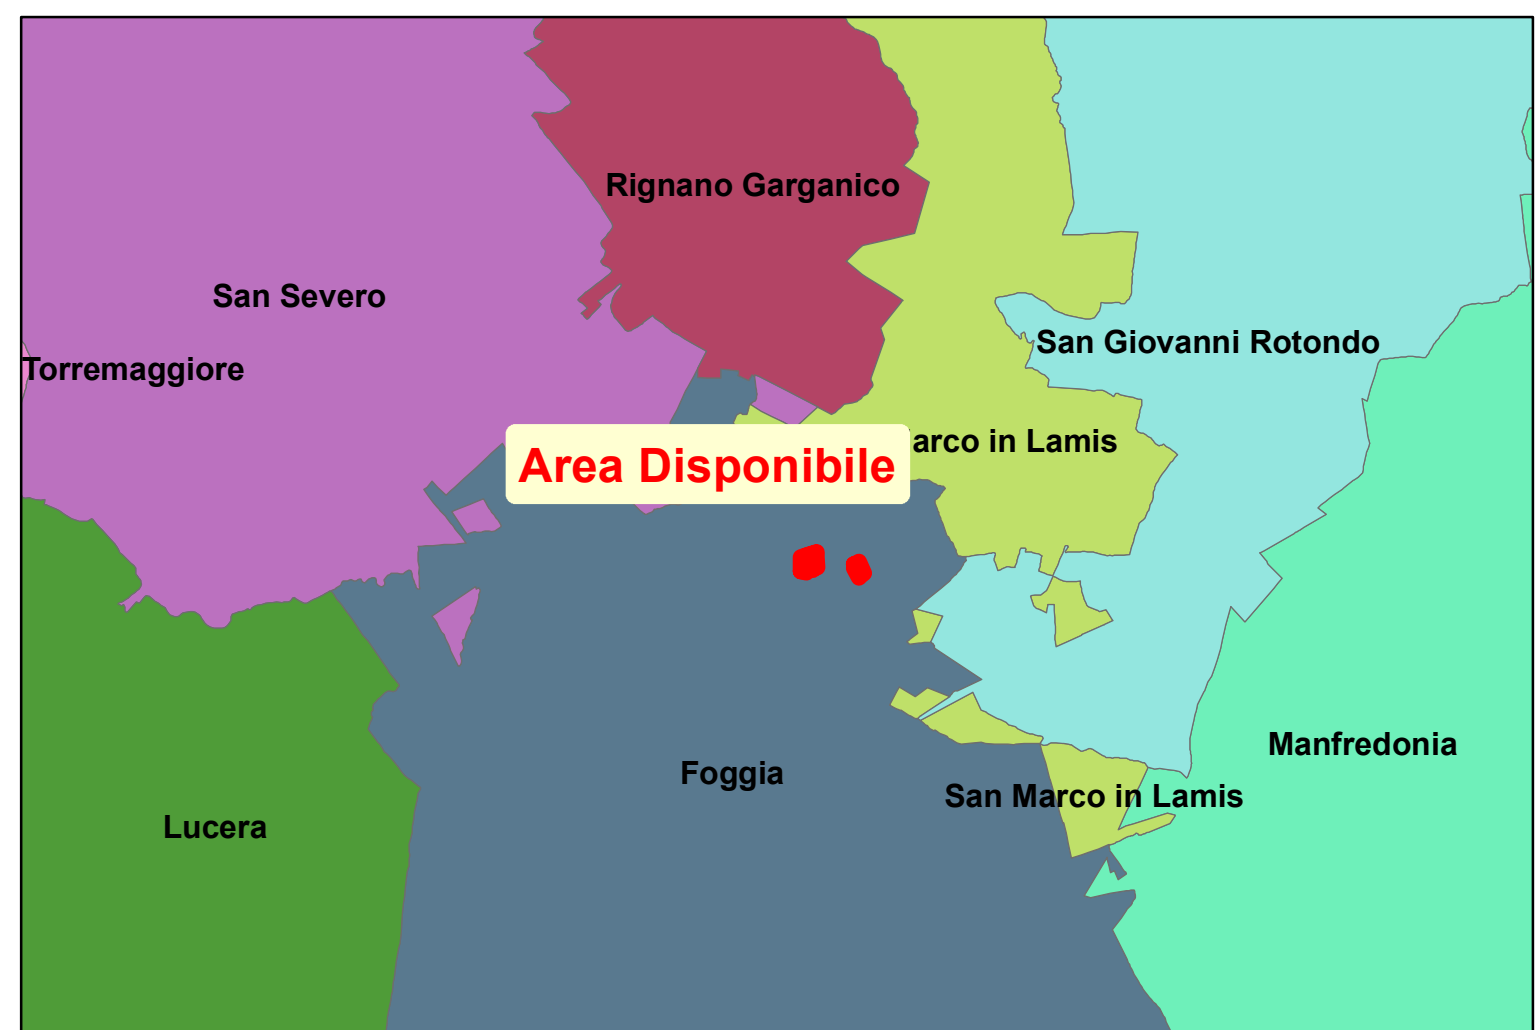 Rignano Garganico
San Severo
San Giovanni Rotondo
Torremaggiore
arco in Lamis
Area Disponibile
Manfredonia
Foggia
San Marco in Lamis
Lucera